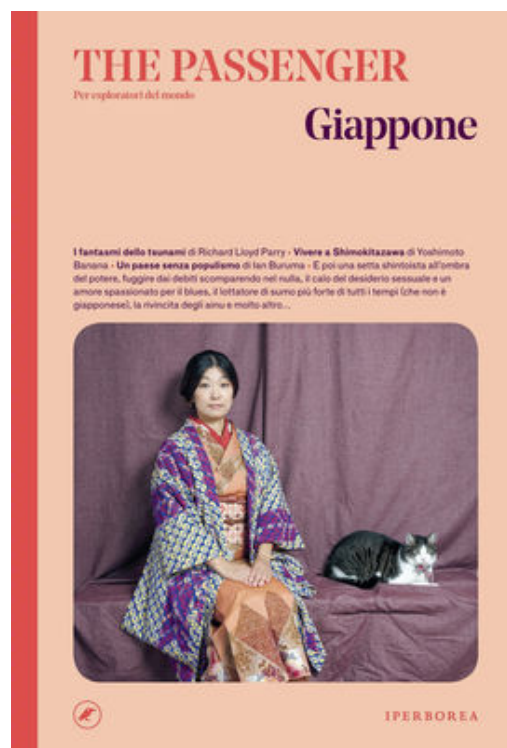 THE PASSENGER
Per esploratori del mondo
Giappone
I fantasmi dello tsunami di Richard Lloyd Parry · Vivere a Shimokitazawa di Yoshimoto
Banana · Un paese senza populismo di Ian Buruma · E poi una setta shintoista all'ombra
del potere, fuggire dai debiti scomparendo nel nulla, il calo del desiderio sessuale e un
amore spassionato per il blues, il lottatore di sumo più forte di tutti i tempi (che non è
giapponese), la rivincita degli ainu e molto altro...
IPERBOREA